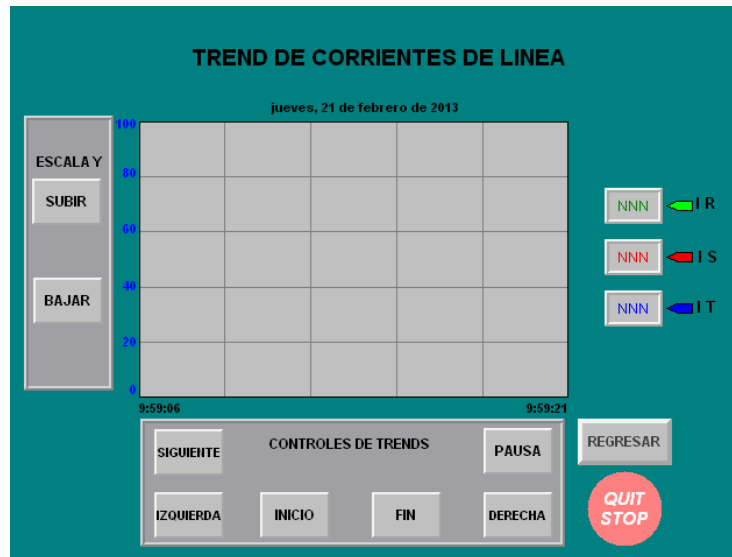 TREND DE CORRIENTES DE LINEA
jueves, 21 de febrero de 2013
ESCALA Y
SUBIR
BAJAR
100
80
60
40
20
0
9:59:06
9:59:21
NNN
I R
NNN
I S
NNN
I T
CONTROLES DE TRENDS
SIGUIENTE
PAUSA
IZQUIERDA
INICIO
FIN
DERECHA
REGRESAR
QUIT
STOP